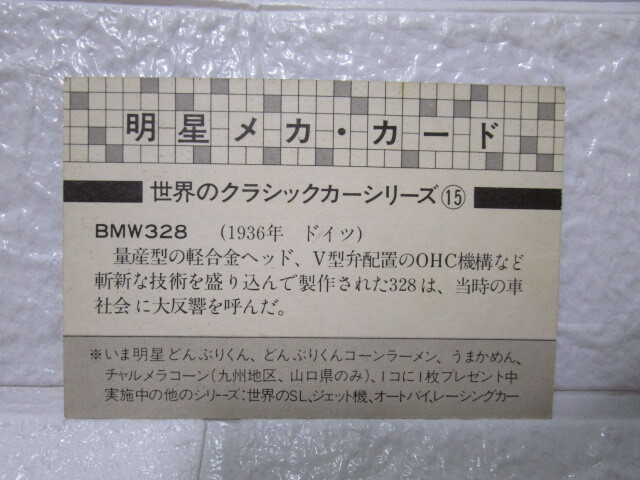 明星メカ・カード
世界のクラシックカーシリーズ⑮
BMW328 (1936年 ドイツ)
量産型の軽合金ヘッド、V型弁配置のOHC機構など
斬新な技術を盛り込んで製作された328は、当時の車
社会に大反響を呼んだ。
※いま明星どんぶりくん、どんぶりくんコーンラーメン、うまかめん、
チャルメラコーン(九州地区、山口県のみ)、1コに1枚プレゼント中
実施中の他のシリーズ:世界のSL、ジェット機、オートバイ、レーシングカー